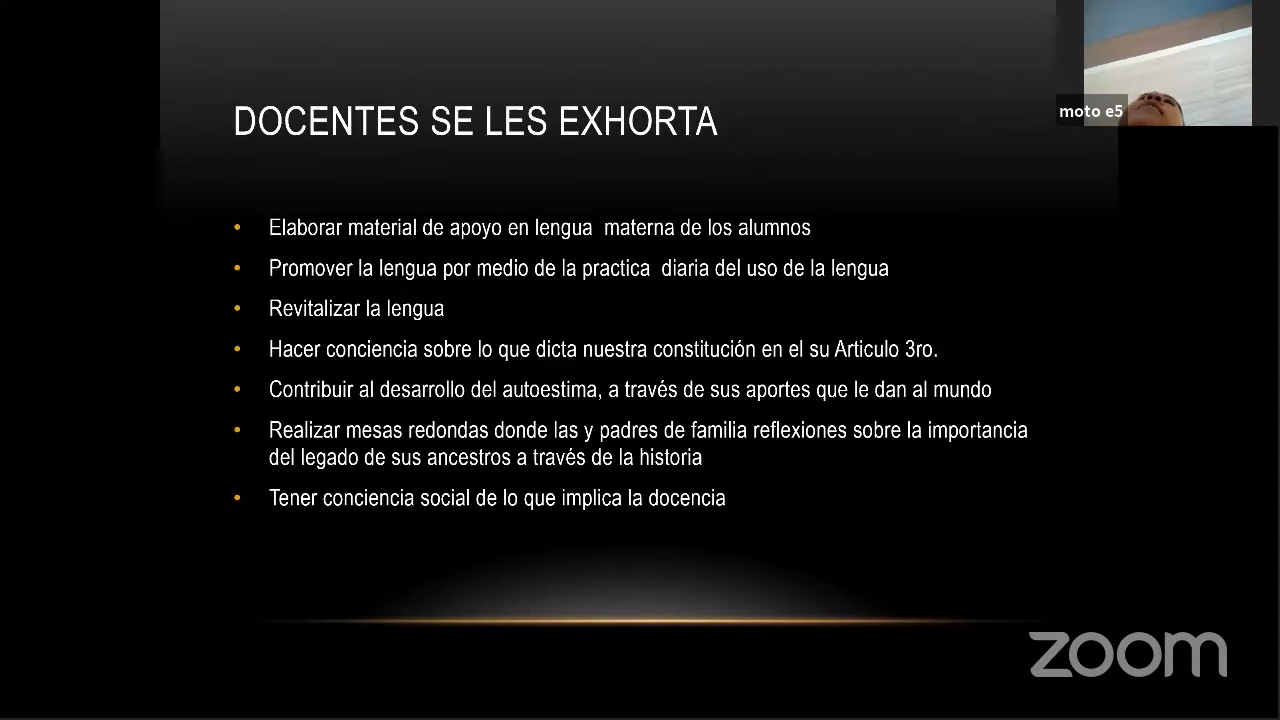 DOCENTES SE LES EXHORTA
moto e5
• Elaborar material de apoyo en lengua materna de los alumnos
• Promover la lengua por medio de la practica diaria del uso de la lengua
• Revitalizar la lengua
• Hacer conciencia sobre lo que dicta nuestra constitución en el su Articulo 3ro.
• Contribuir al desarrollo del autoestima, a través de sus aportes que le dan al mundo
• Realizar mesas redondas donde las y padres de familia reflexiones sobre la importancia
del legado de sus ancestros a través de la historia
• Tener conciencia social de lo que implica la docencia
zoom